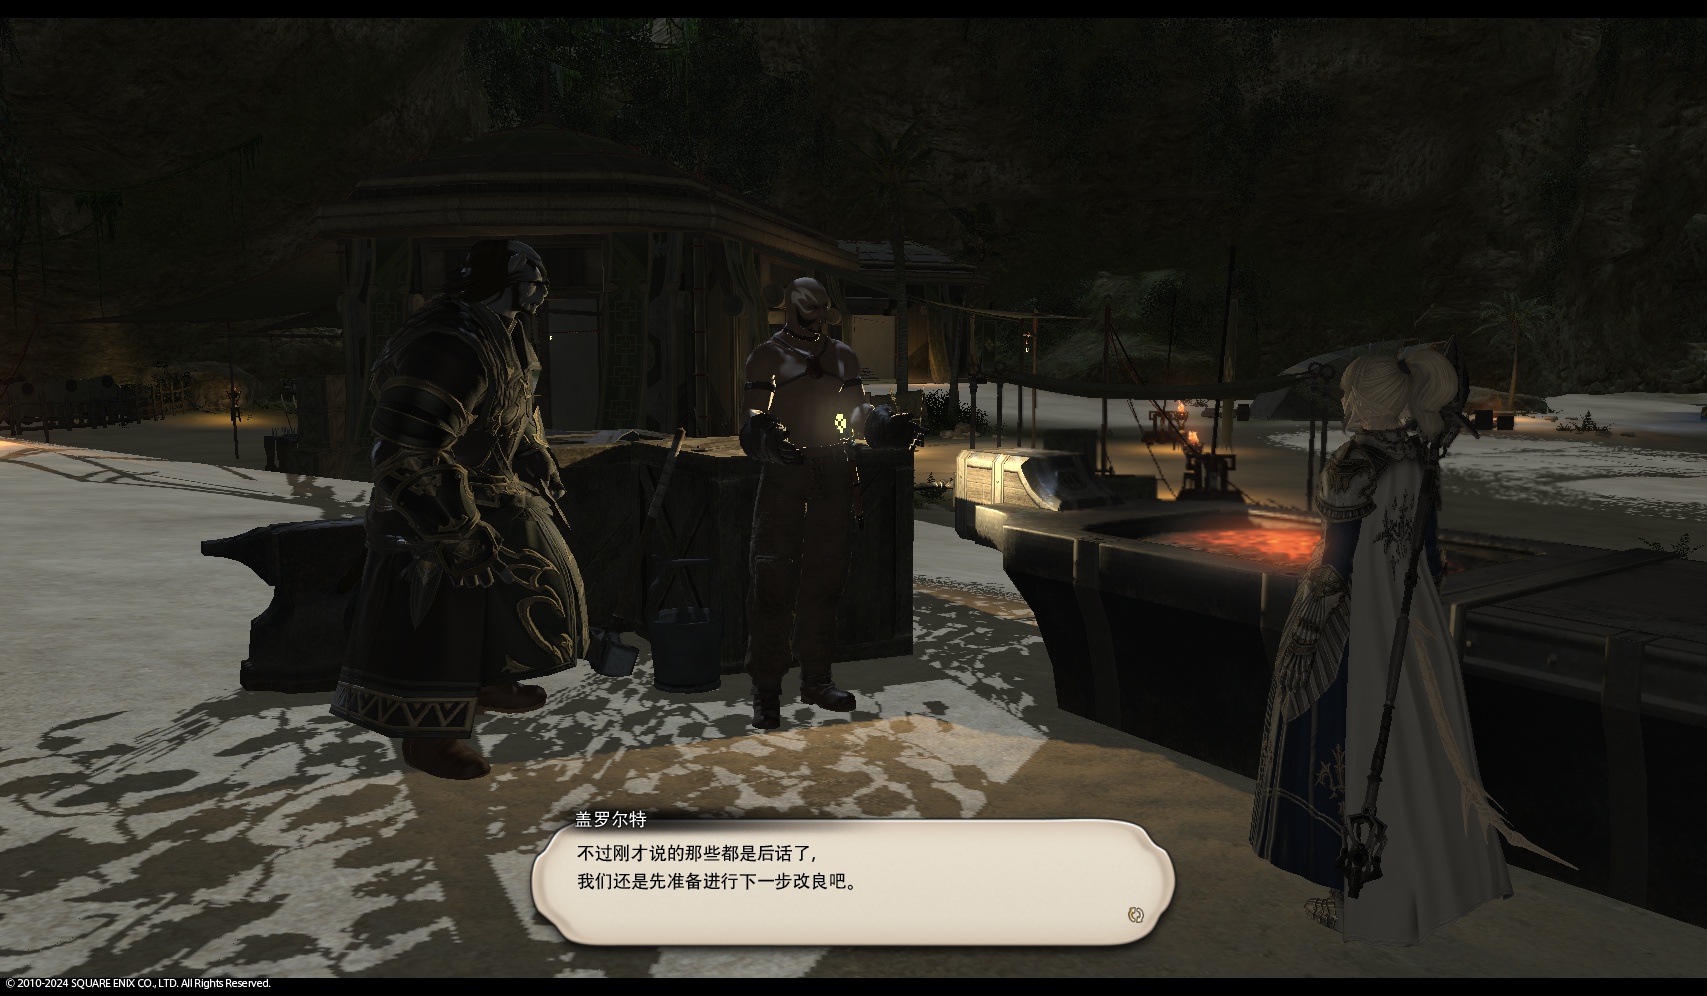 盖罗尔特
不过刚才说的那些都是后话了，
我们还是先准备进行下一步改良吧。
© 2010-2024 SQUARE ENIX CO., LTD. All Rights Reserved.